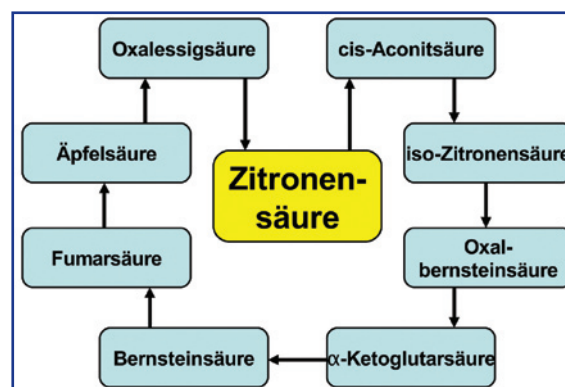 Oxalessigsäure
cis-Aconitsäure
Äpfelsäure
Zitronen-
säure
iso-Zitronensäure
Fumarsäure
Oxal-
bernsteinsäure
Bernsteinsäure
α-Ketoglutarsäure